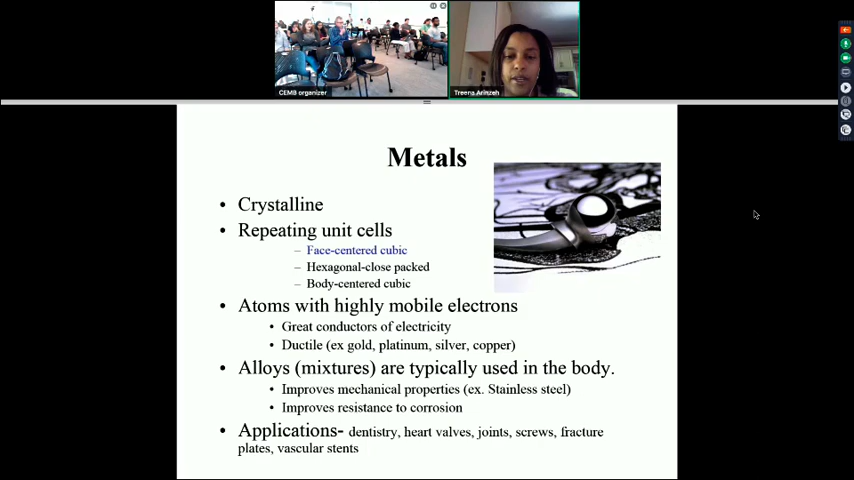 CEMB organizer
Treena Arinzeh
Metals
• Crystalline
• Repeating unit cells
– Face-centered cubic
– Hexagonal-close packed
– Body-centered cubic
• Atoms with highly mobile electrons
• Great conductors of electricity
• Ductile (ex gold, platinum, silver, copper)
• Alloys (mixtures) are typically used in the body.
• Improves mechanical properties (ex. Stainless steel)
• Improves resistance to corrosion
• Applications- dentistry, heart valves, joints, screws, fracture
plates, vascular stents